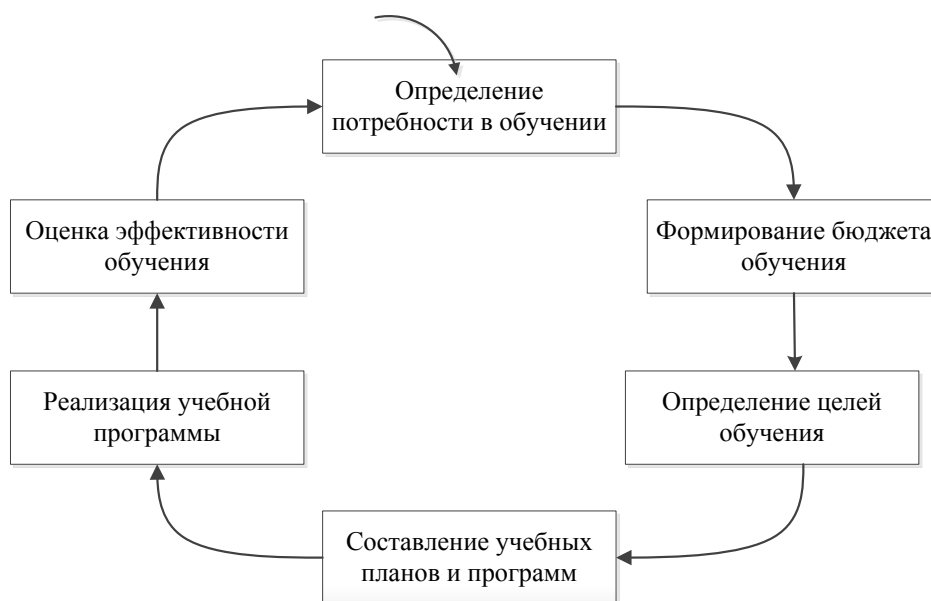 Определение
потребности в обучении
Формирование бюджета
обучения
Определение целей
обучения
Составление учебных
планов и программ
Реализация учебной
программы
Оценка эффективности
обучения